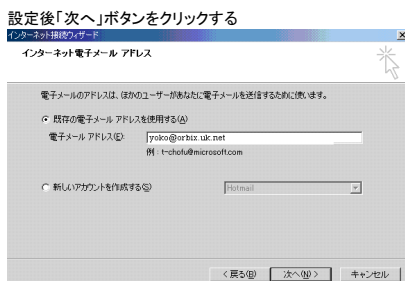 設定後「次へ」ボタンをクリックする
インターネット接続ウィザード
インターネット電子メール アドレス
電子メールのアドレスは、ほかのユーザーがあなたに電子メールを送信するために使います。
既存の電子メール アドレスを使用する(A)
電子メール アドレス(E): yoko@orbix.uk.net
例 : t-chofu@microsoft.com
新しいアカウントを作成する(S) Hotmail
< 戻る(B) 次へ(N) > キャンセル